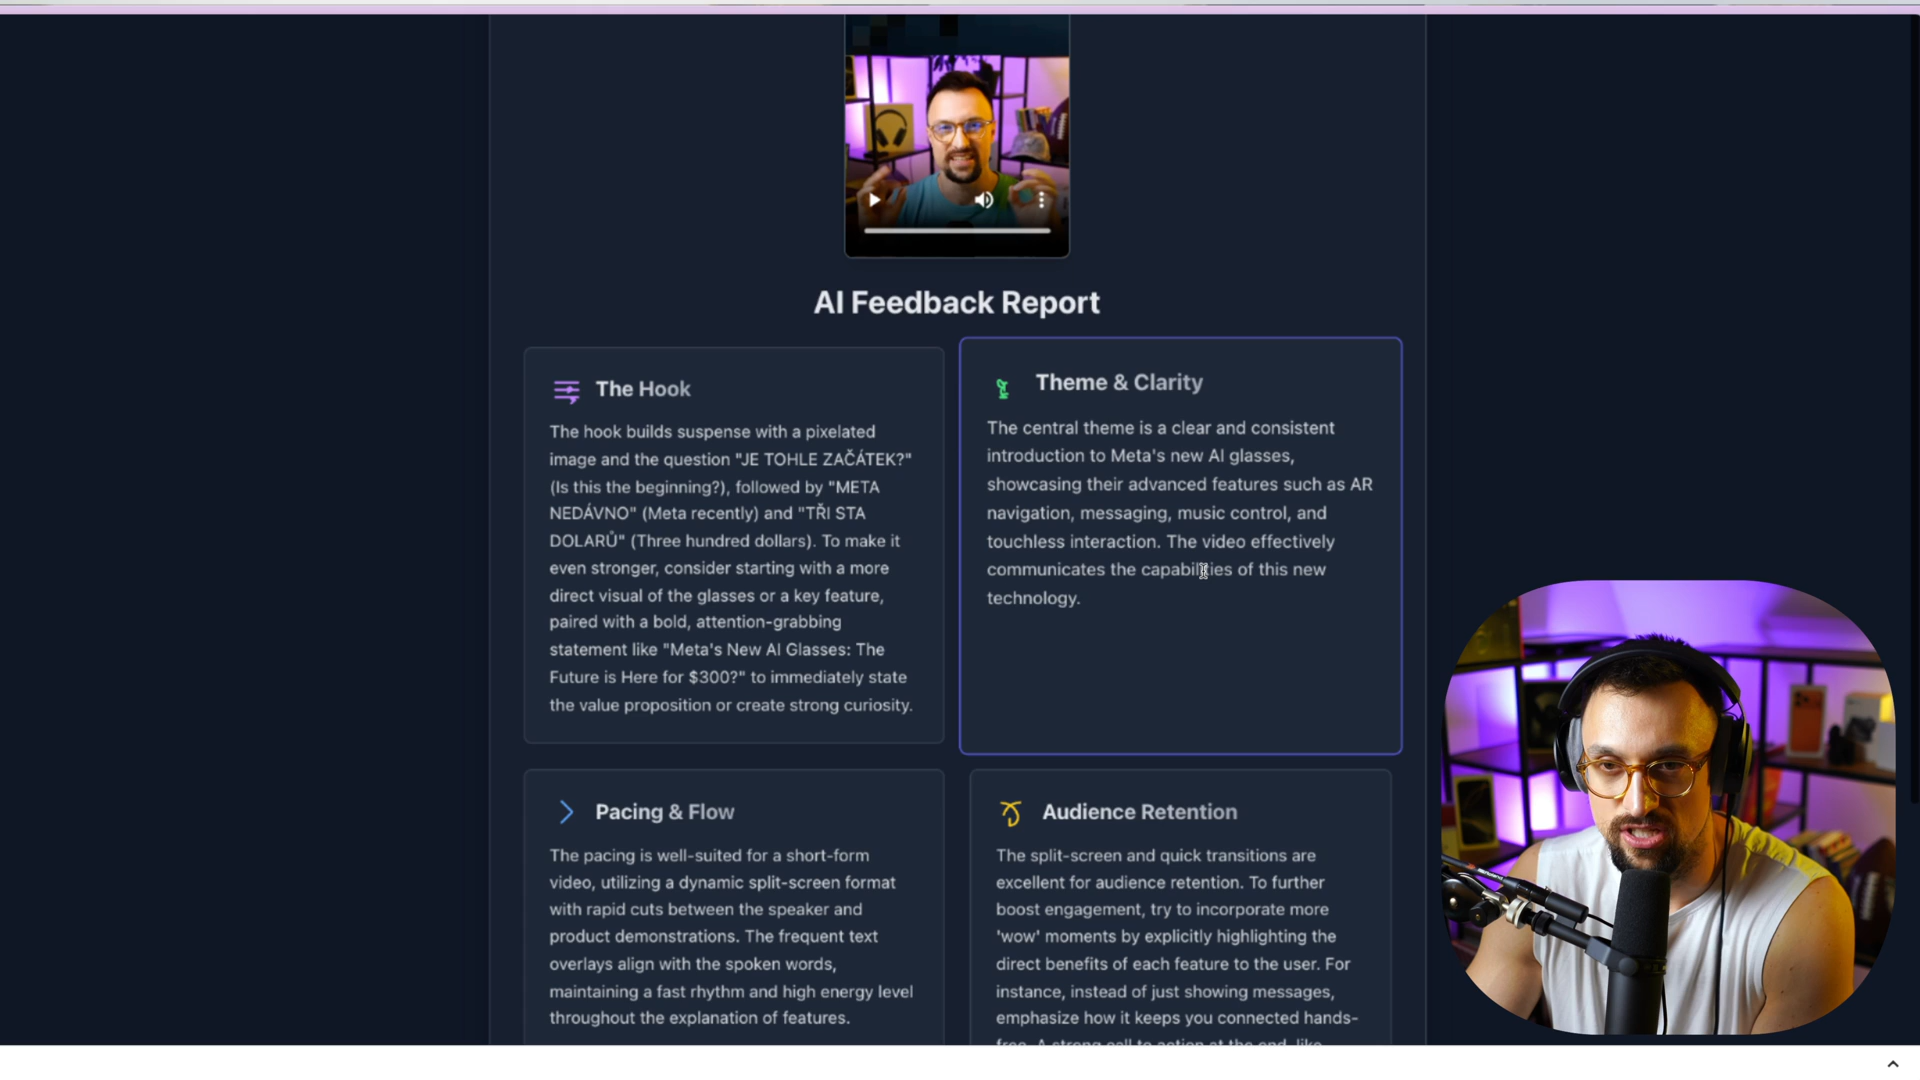 AI Feedback Report
The Hook
The hook builds suspense with a pixelated
image and the question "JE TOHLE ZAČÁTEK?"
(Is this the beginning?), followed by "META
NEDÁVNO" (Meta recently) and "TŘI STA
DOLARŮ" (Three hundred dollars). To make it
even stronger, consider starting with a more
direct visual of the glasses or a key feature,
paired with a bold, attention-grabbing
statement like "Meta's New AI Glasses: The
Future is Here for $300?" to immediately state
the value proposition or create strong curiosity.
Theme & Clarity
The central theme is a clear and consistent
introduction to Meta's new AI glasses,
showcasing their advanced features such as AR
navigation, messaging, music control, and
touchless interaction. The video effectively
communicates the capabilities of this new
technology.
Pacing & Flow
The pacing is well-suited for a short-form
video, utilizing a dynamic split-screen format
with rapid cuts between the speaker and
product demonstrations. The frequent text
overlays align with the spoken words,
maintaining a fast rhythm and high energy level
throughout the explanation of features.
Audience Retention
The split-screen and quick transitions are
excellent for audience retention. To further
boost engagement, try to incorporate more
'wow' moments by explicitly highlighting the
direct benefits of each feature to the user. For
instance, instead of just showing messages,
emphasize how it keeps you connected hands-
free. A strong call to action at the end, like